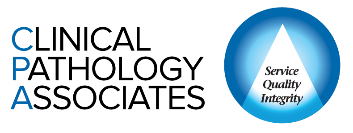 CLINICAL
PATHOLOGY
ASSOCIATES
Service
Quality
Integrity